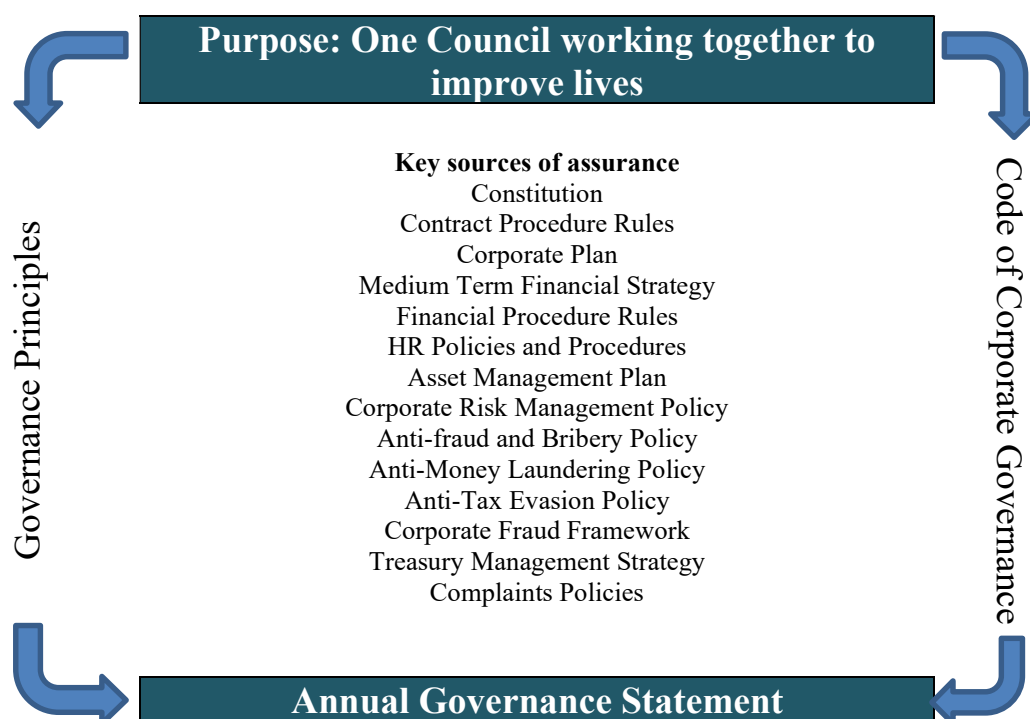 Purpose: One Council working together to
improve lives
Governance Principles
Key sources of assurance
Constitution
Contract Procedure Rules
Corporate Plan
Medium Term Financial Strategy
Financial Procedure Rules
HR Policies and Procedures
Asset Management Plan
Corporate Risk Management Policy
Anti-fraud and Bribery Policy
Anti-Money Laundering Policy
Anti-Tax Evasion Policy
Corporate Fraud Framework
Treasury Management Strategy
Complaints Policies
Code of Corporate Governance
Annual Governance Statement